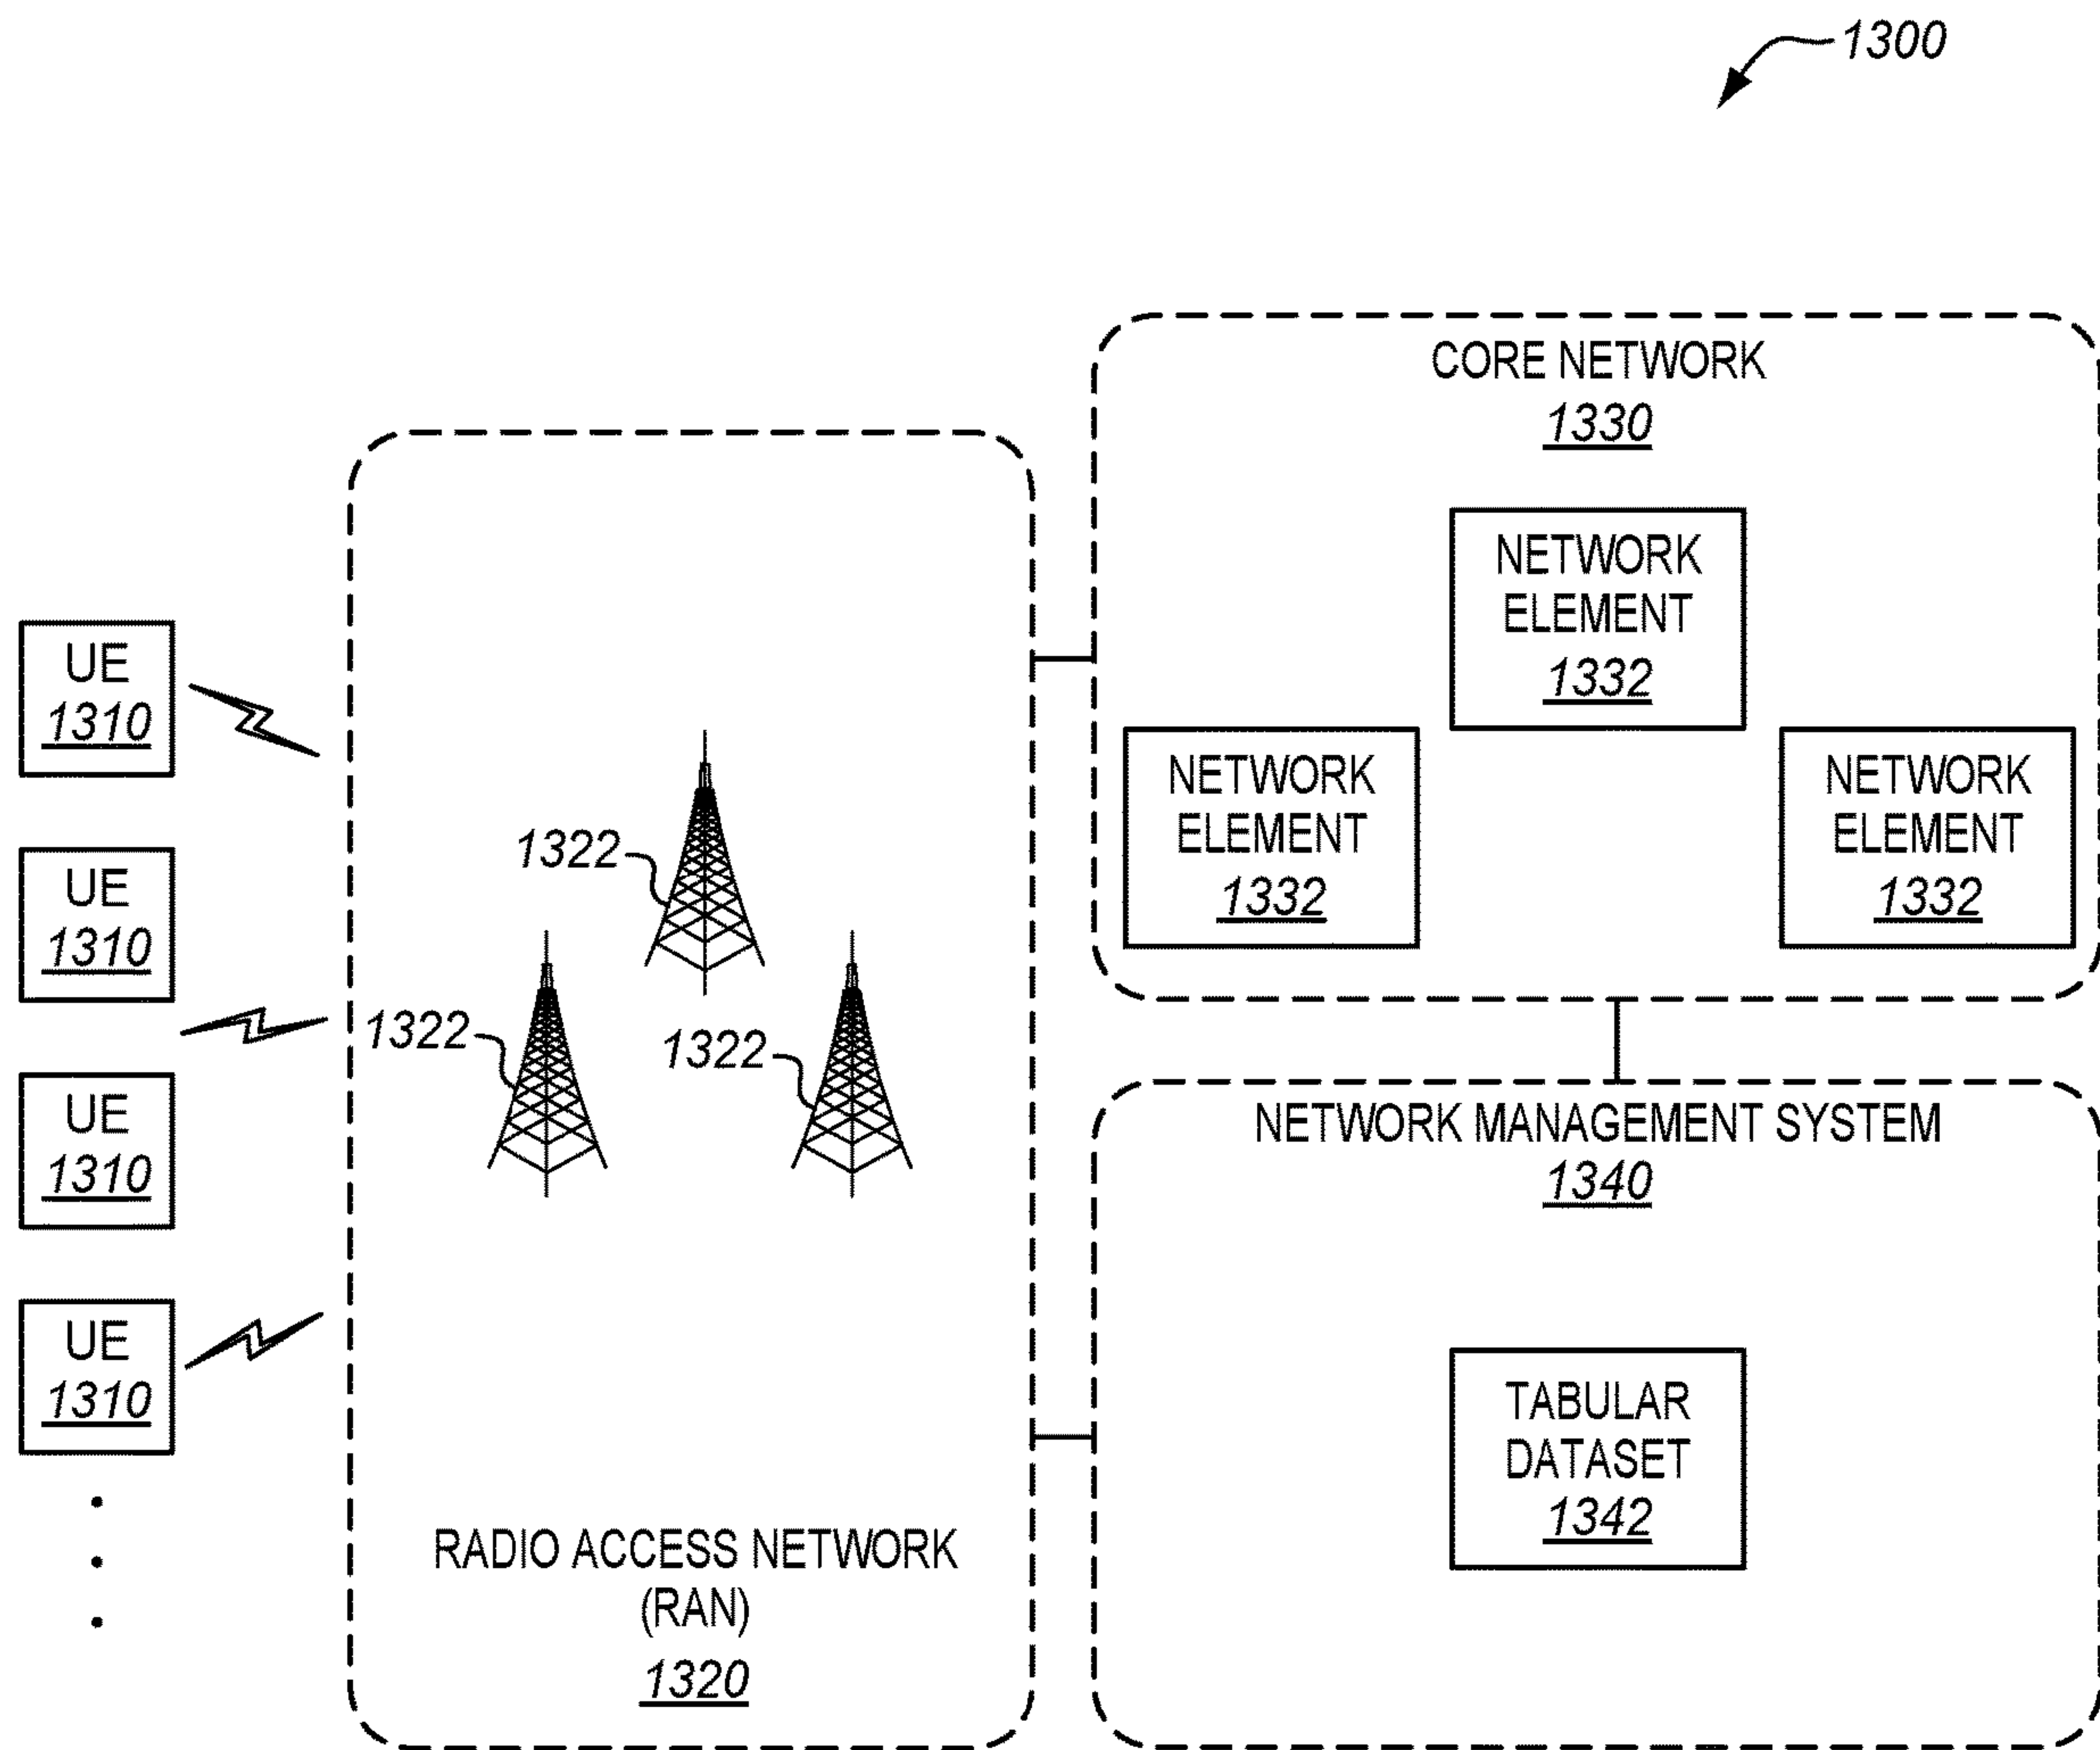 1300
CORE NETWORK
1330
NETWORK
ELEMENT
1332
NETWORK
ELEMENT
1332
NETWORK
ELEMENT
1332
UE
1310
UE
1310
UE
1310
UE
1310
1322
1322
1322
RADIO ACCESS NETWORK
(RAN)
1320
NETWORK MANAGEMENT SYSTEM
1340
TABULAR
DATASET
1342